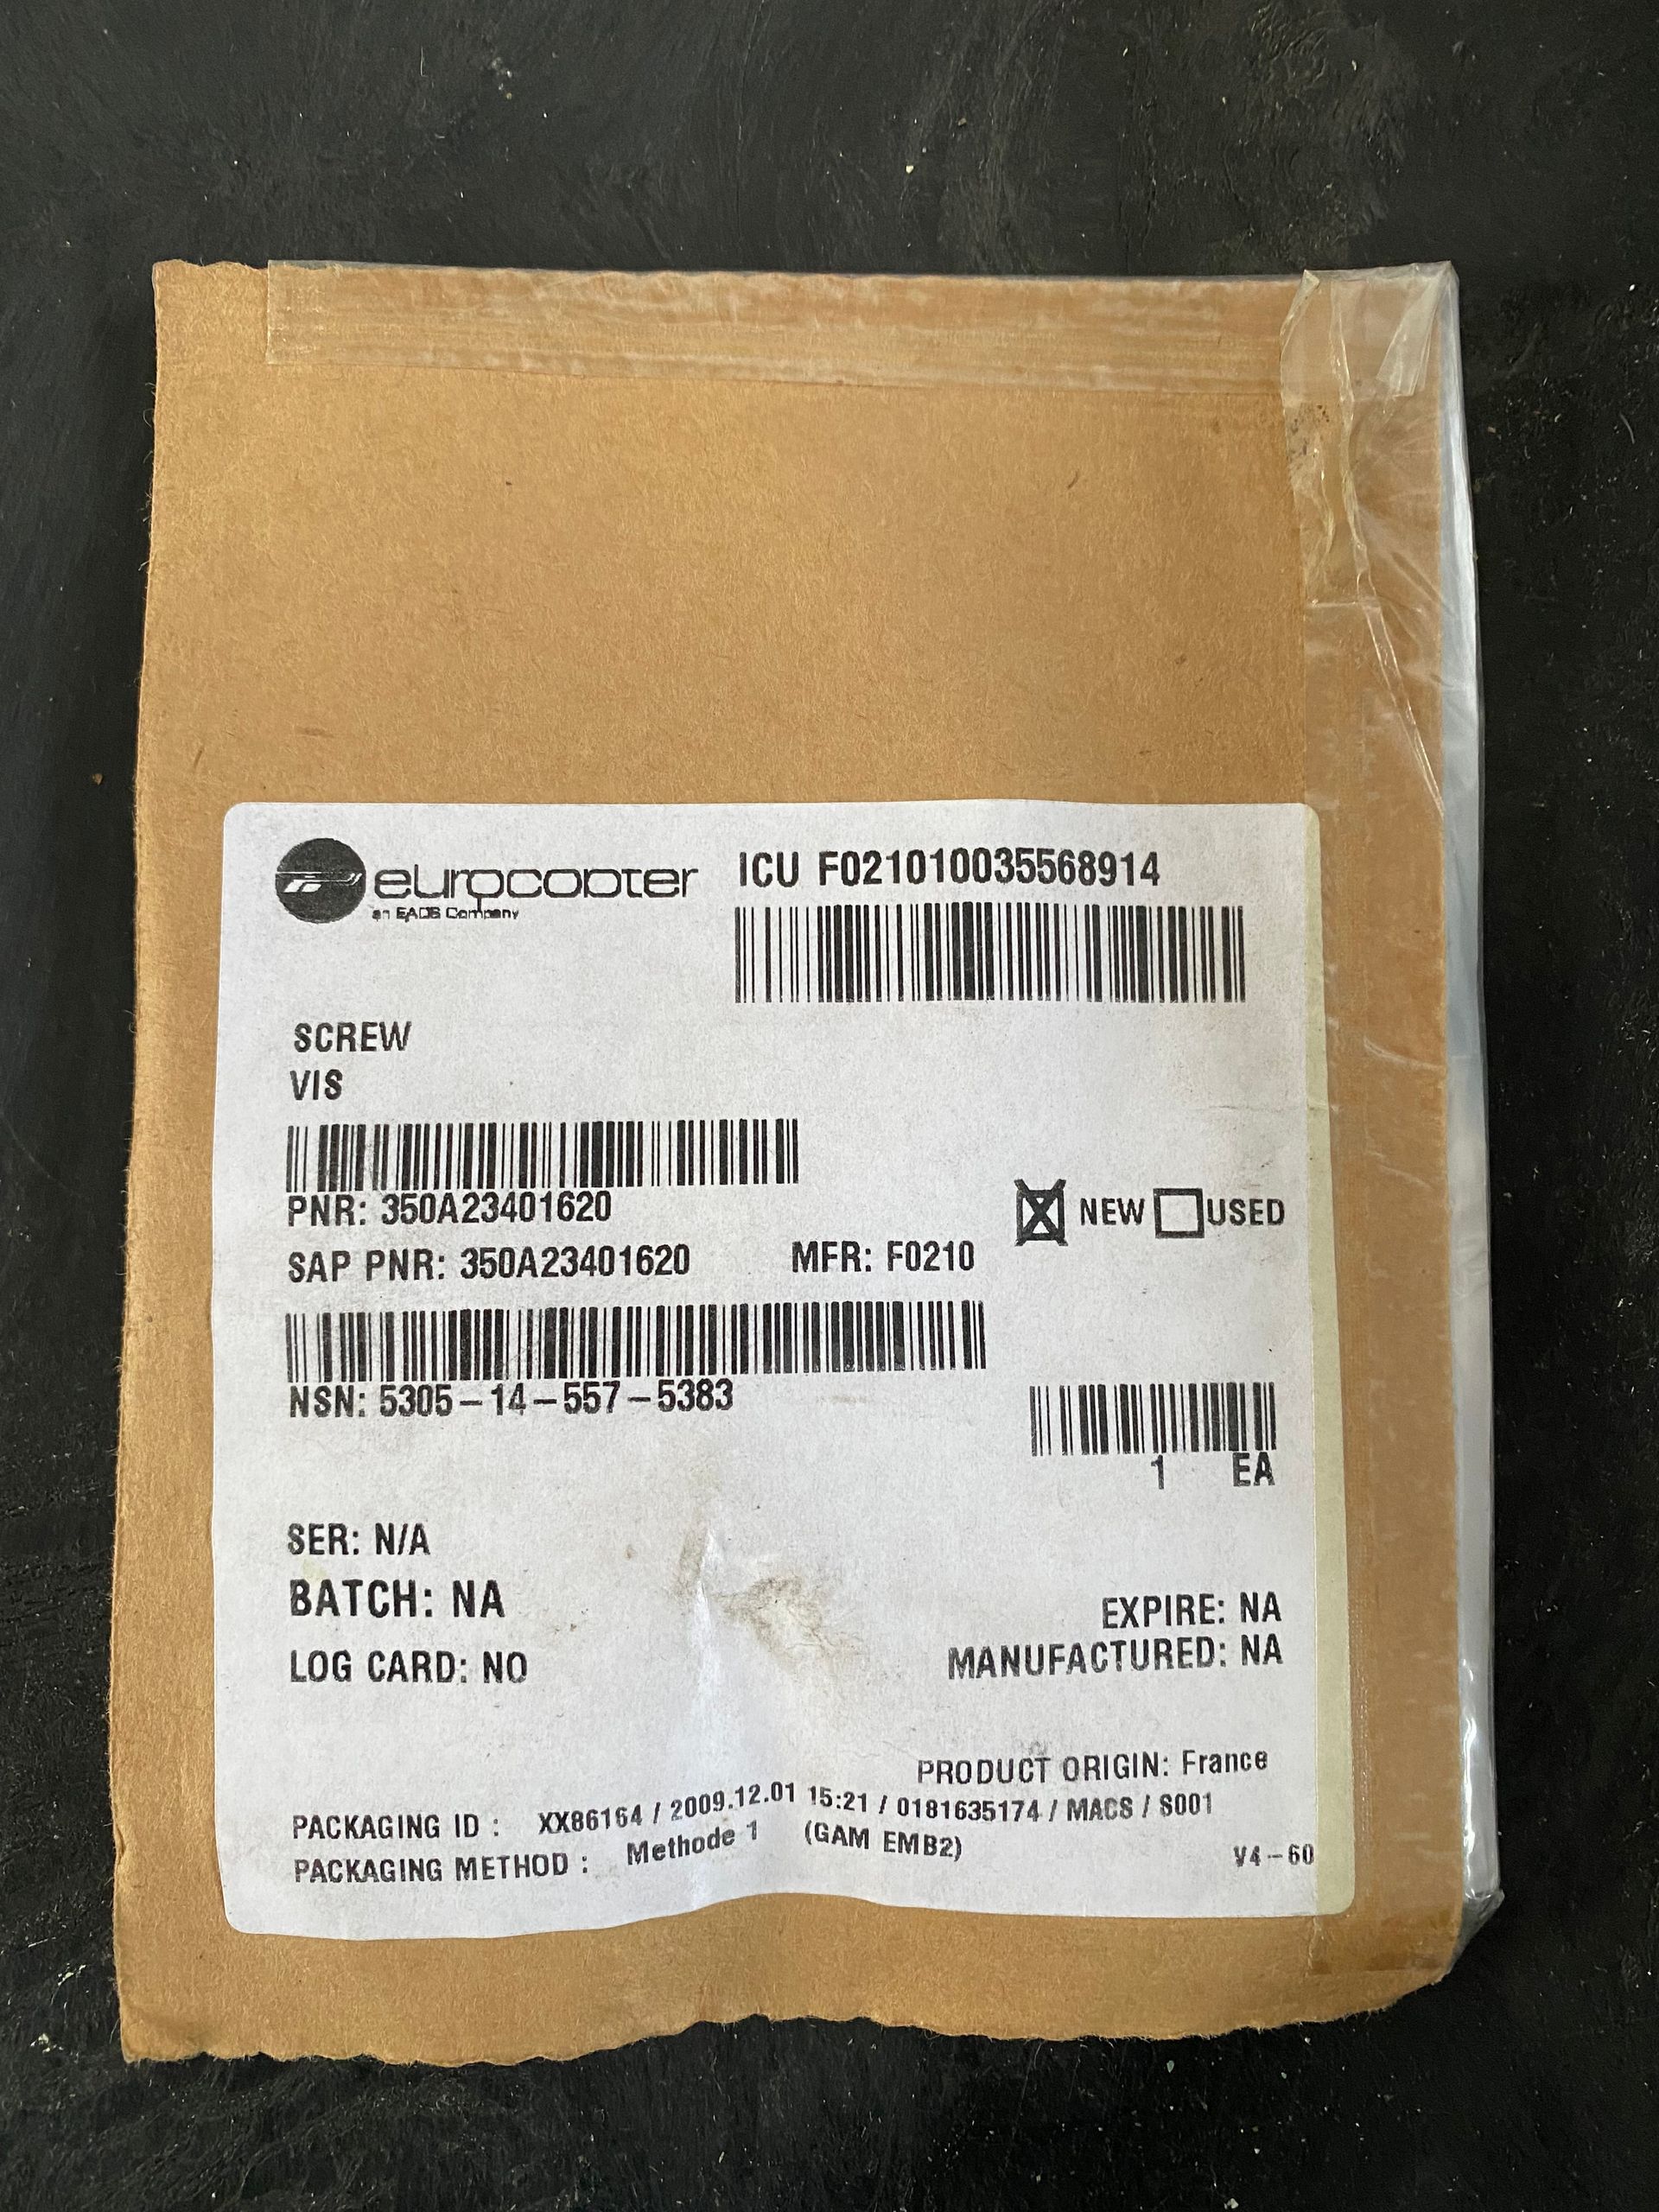 eurocopter
an EADS Company
ICU F021010035568914
SCREW
VIS
PNR: 350A23401620
NEW USED
SAP PNR: 350A23401620 MFR: F0210
NSN: 5305-14-557-5383
1 EA
SER: N/A
BATCH: NA
EXPIRE: NA
LOG CARD: NO
MANUFACTURED: NA
PRODUCT ORIGIN: France
PACKAGING ID : XX86164 / 2009.12.01 15:21 / 0181635174 / MACS / S001
PACKAGING METHOD : Methode 1 (GAM EMB2)
V4-60